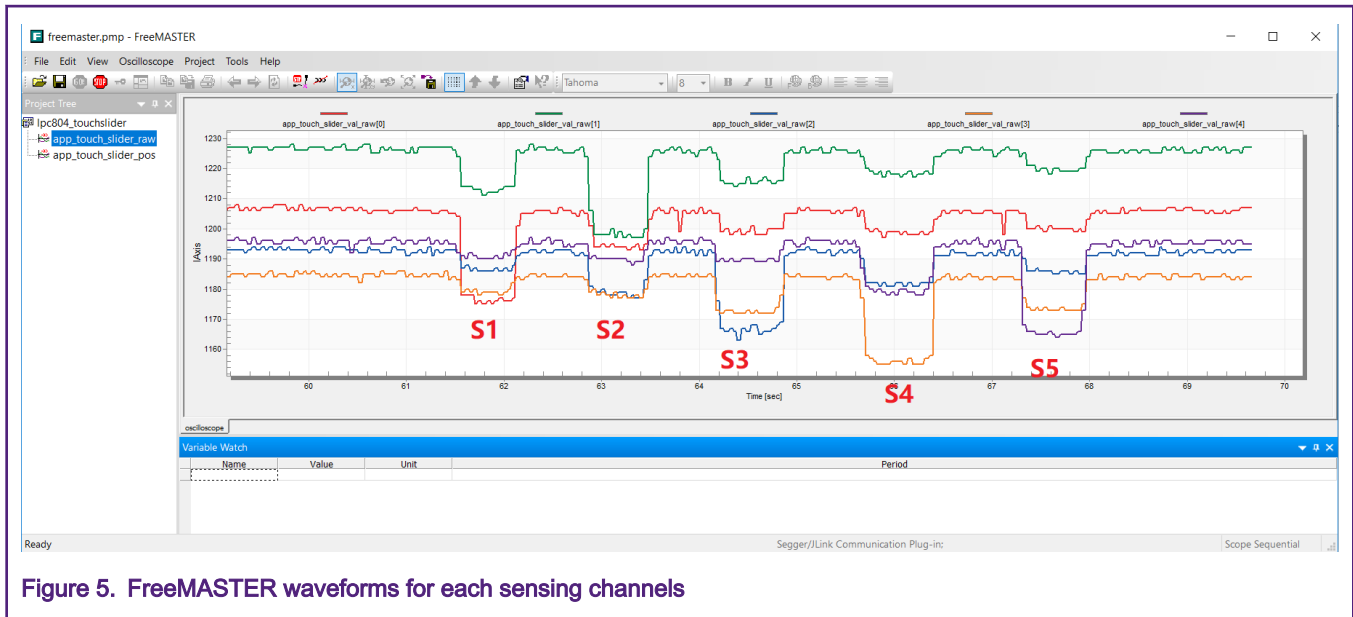 freemaster.pmp - FreeMASTER
File Edit View Oscilloscope Project Tools Help
Tahoma 8 B I U
Project Tree
lpc804_touchslider
app_touch_slider_raw
app_touch_slider_pos
app_touch_slider_val_raw[0] app_touch_slider_val_raw[1] app_touch_slider_val_raw[2] app_touch_slider_val_raw[3] app_touch_slider_val_raw[4]
1230
1220
1210
1200
1190
1180
1170
1160
[Axis
S1 S2 S3 S4 S5
60 61 62 63 64 65 66 67 68 69 70
Time [sec]
oscilloscope
Variable Watch
Name Value Unit Period
Ready Segger/JLink Communication Plug-in; Scope Sequential
Figure 5. FreeMASTER waveforms for each sensing channels